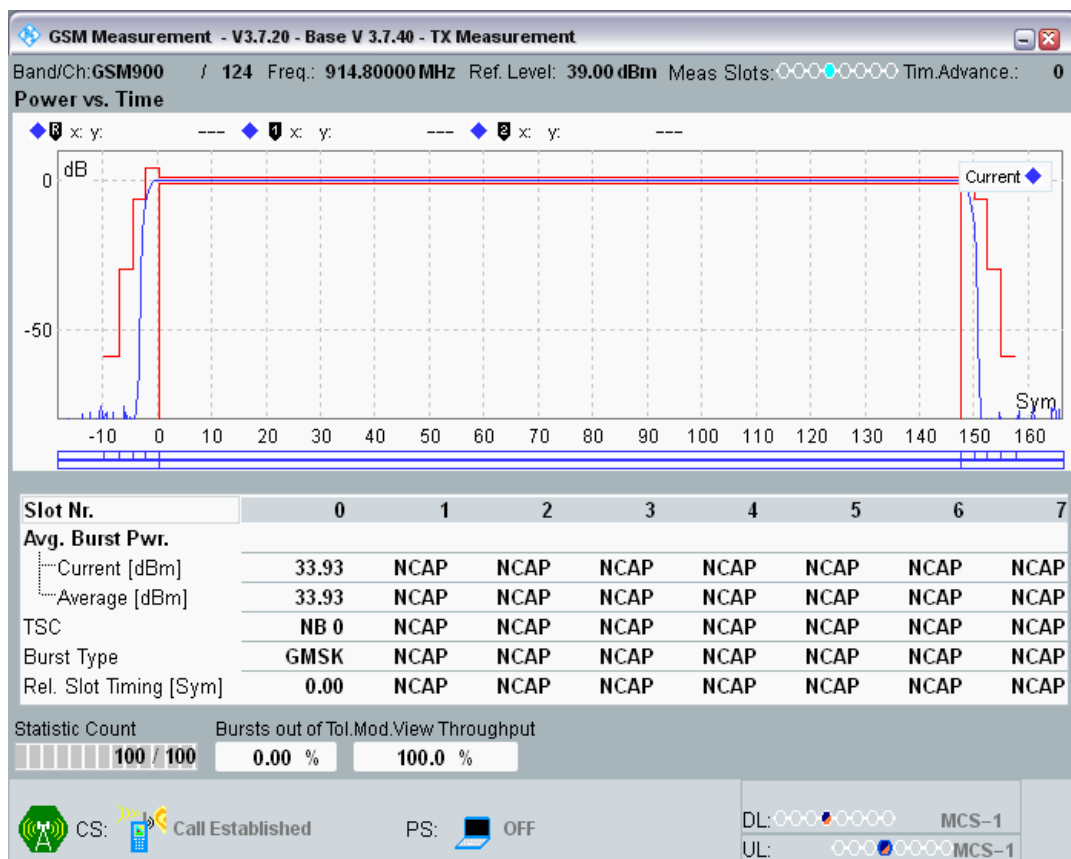 GSM Measurement - V3.7.20 - Base V 3.7.40 - TX Measurement
Band/Ch:GSM900 / 124 Freq.: 914.80000 MHz Ref. Level: 39.00 dBm Meas Slots: Tim.Advance.: 0
Power vs. Time
R x: y: --- 1 x: y: --- 2 x: y: ---
dB
Current
0
-50
Sym
-10 0 10 20 30 40 50 60 70 80 90 100 110 120 130 140 150 160
Slot Nr. 0 1 2 3 4 5 6 7
Avg. Burst Pwr.
Current [dBm] 33.93 NCAP NCAP NCAP NCAP NCAP NCAP NCAP
Average [dBm] 33.93 NCAP NCAP NCAP NCAP NCAP NCAP NCAP
TSC NB 0 NCAP NCAP NCAP NCAP NCAP NCAP NCAP
Burst Type GMSK NCAP NCAP NCAP NCAP NCAP NCAP NCAP
Rel. Slot Timing [Sym] 0.00 NCAP NCAP NCAP NCAP NCAP NCAP NCAP
Statistic Count Bursts out of Tol. Mod.View Throughput
100 / 100 0.00 % 100.0 %
CS: Call Established PS: OFF DL: MCS-1
UL: MCS-1